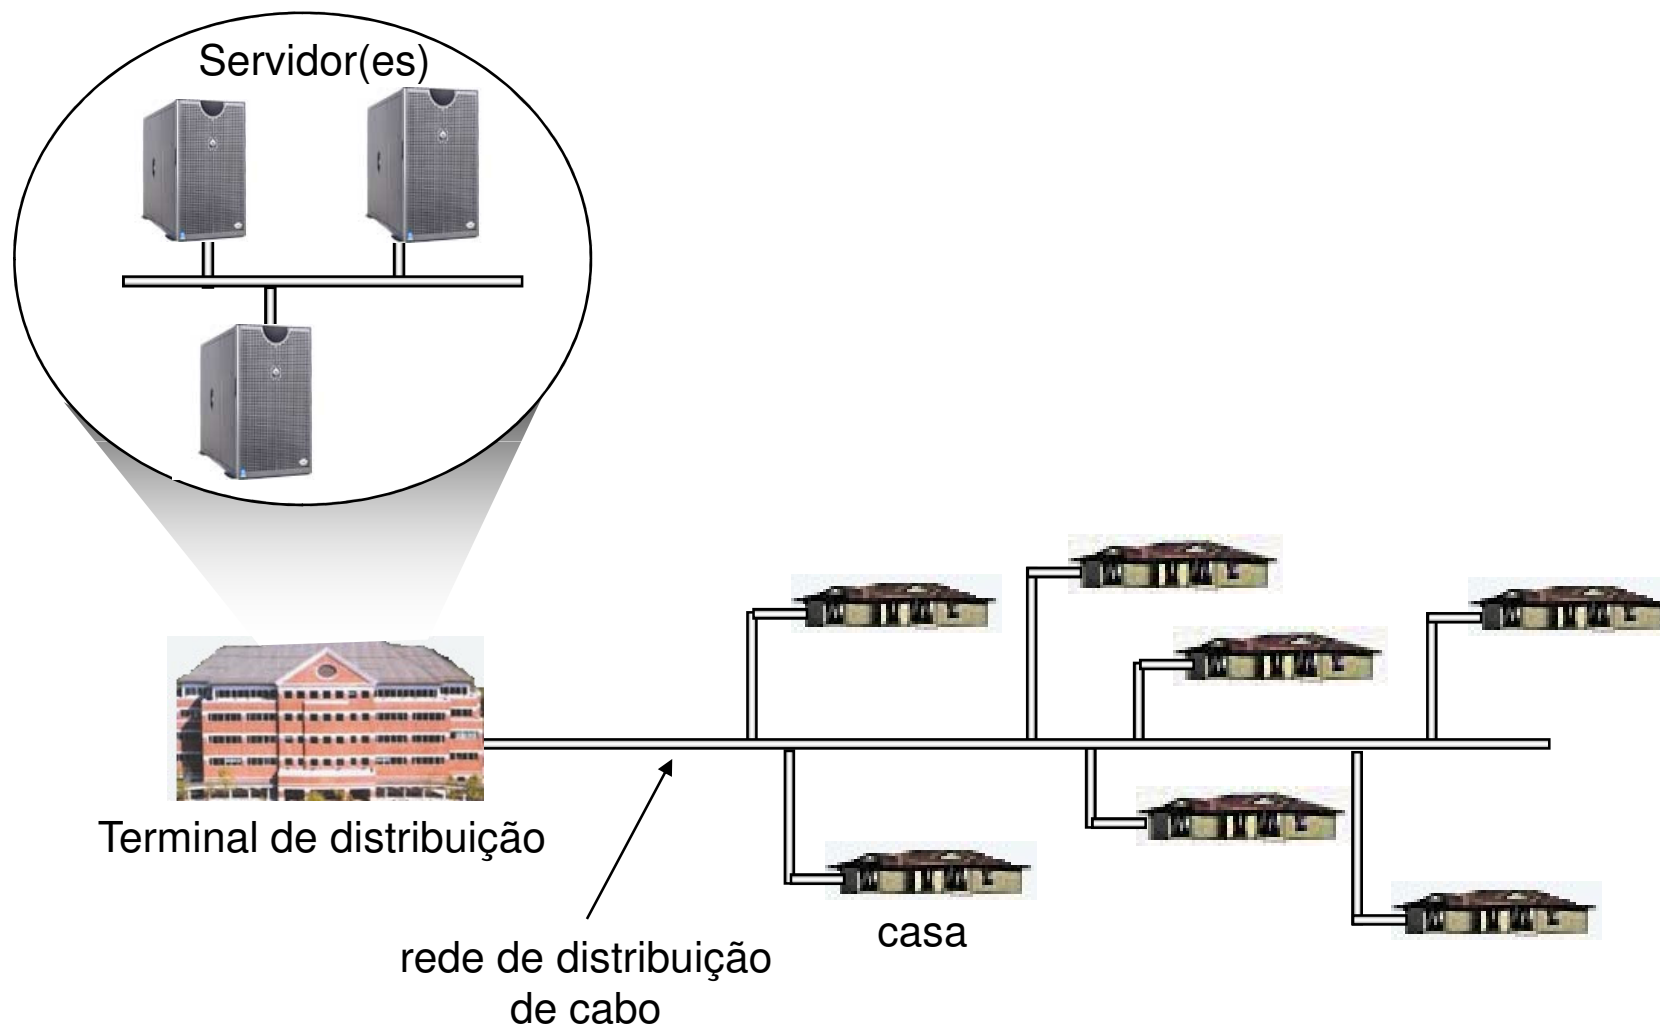 Servidor(es)
Terminal de distribuição
rede de distribuição
de cabo
casa